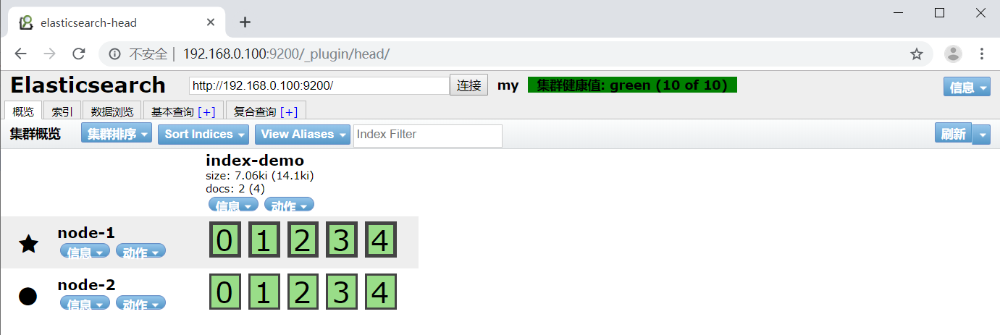 elasticsearch-head
不安全 | 192.168.0.100:9200/_plugin/head/
Elasticsearch http://192.168.0.100:9200/ 连接 my 集群健康值: green (10 of 10) 信息
概览 索引 数据浏览 基本查询 [+] 复合查询 [+]
集群概览 集群排序 Sort Indices View Aliases Index Filter 刷新
index-demo
size: 7.06ki (14.1ki)
docs: 2 (4)
信息 动作
node-1 0 1 2 3 4
信息 动作
node-2 0 1 2 3 4
信息 动作